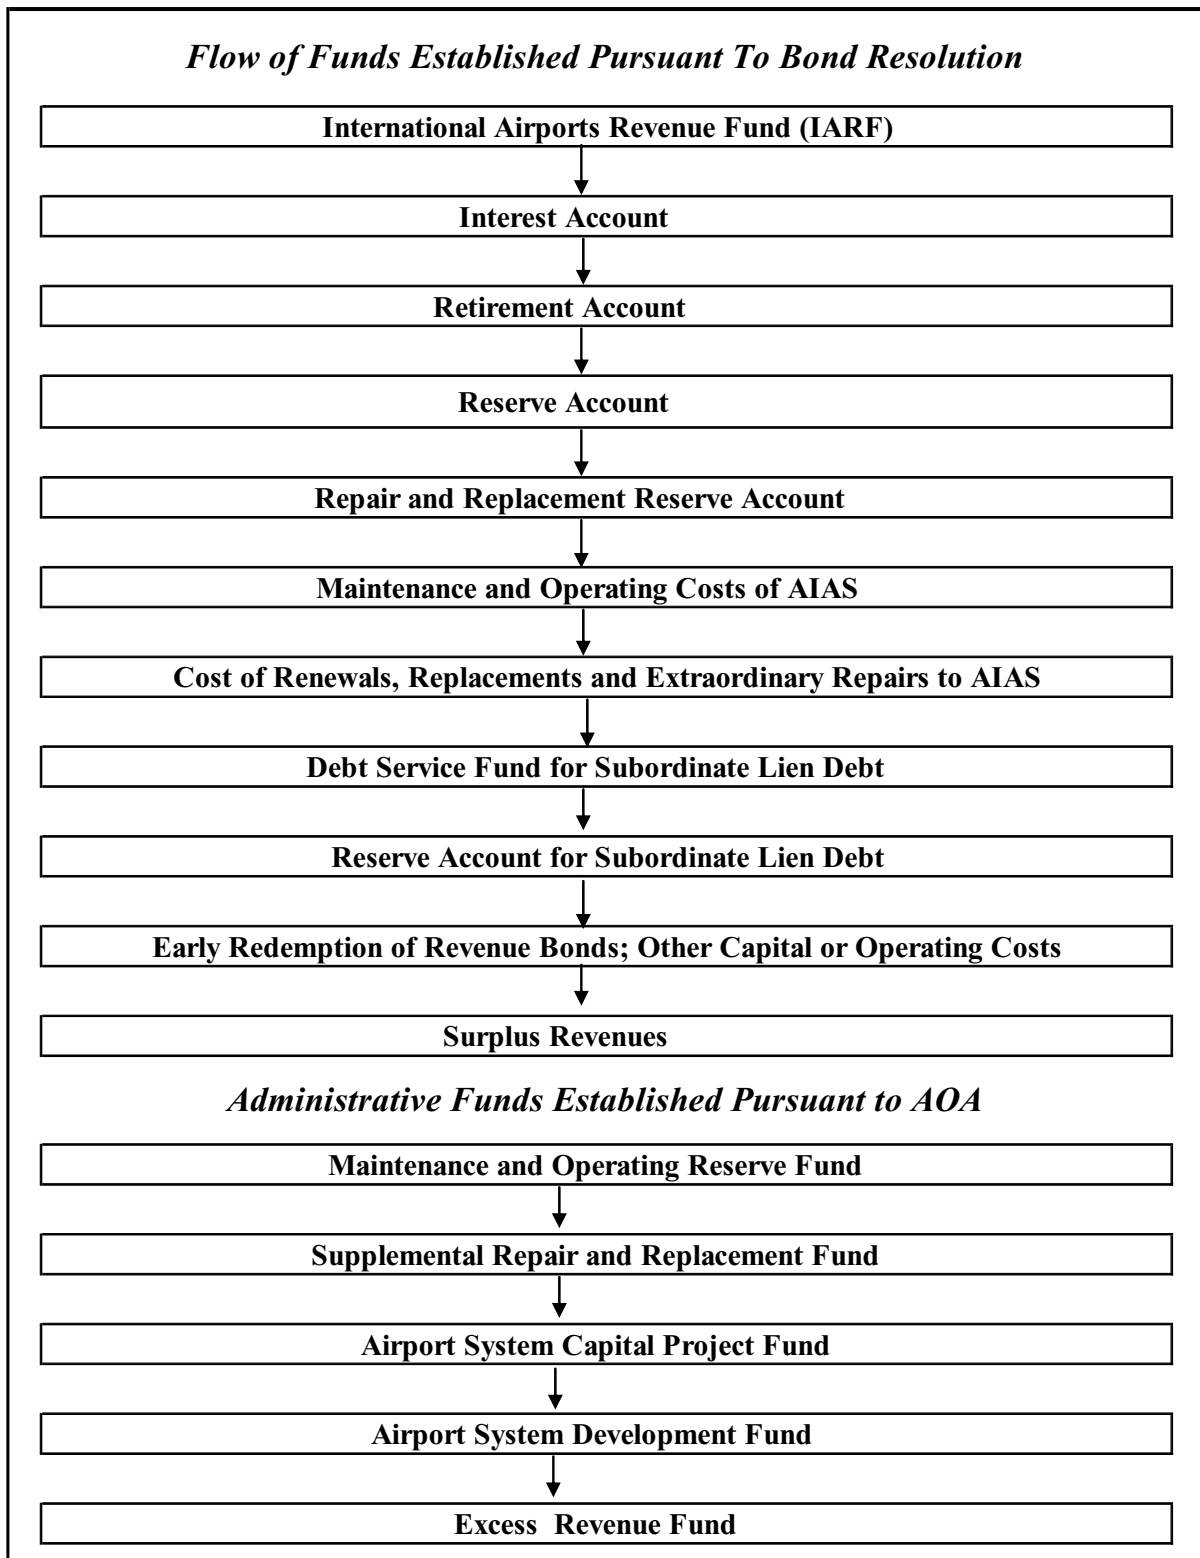 Flow of Funds Established Pursuant To Bond Resolution
International Airports Revenue Fund (IARF)
Interest Account
Retirement Account
Reserve Account
Repair and Replacement Reserve Account
Maintenance and Operating Costs of AIAS
Cost of Renewals, Replacements and Extraordinary Repairs to AIAS
Debt Service Fund for Subordinate Lien Debt
Reserve Account for Subordinate Lien Debt
Early Redemption of Revenue Bonds; Other Capital or Operating Costs
Surplus Revenues
Administrative Funds Established Pursuant to AOA
Maintenance and Operating Reserve Fund
Supplemental Repair and Replacement Fund
Airport System Capital Project Fund
Airport System Development Fund
Excess Revenue Fund